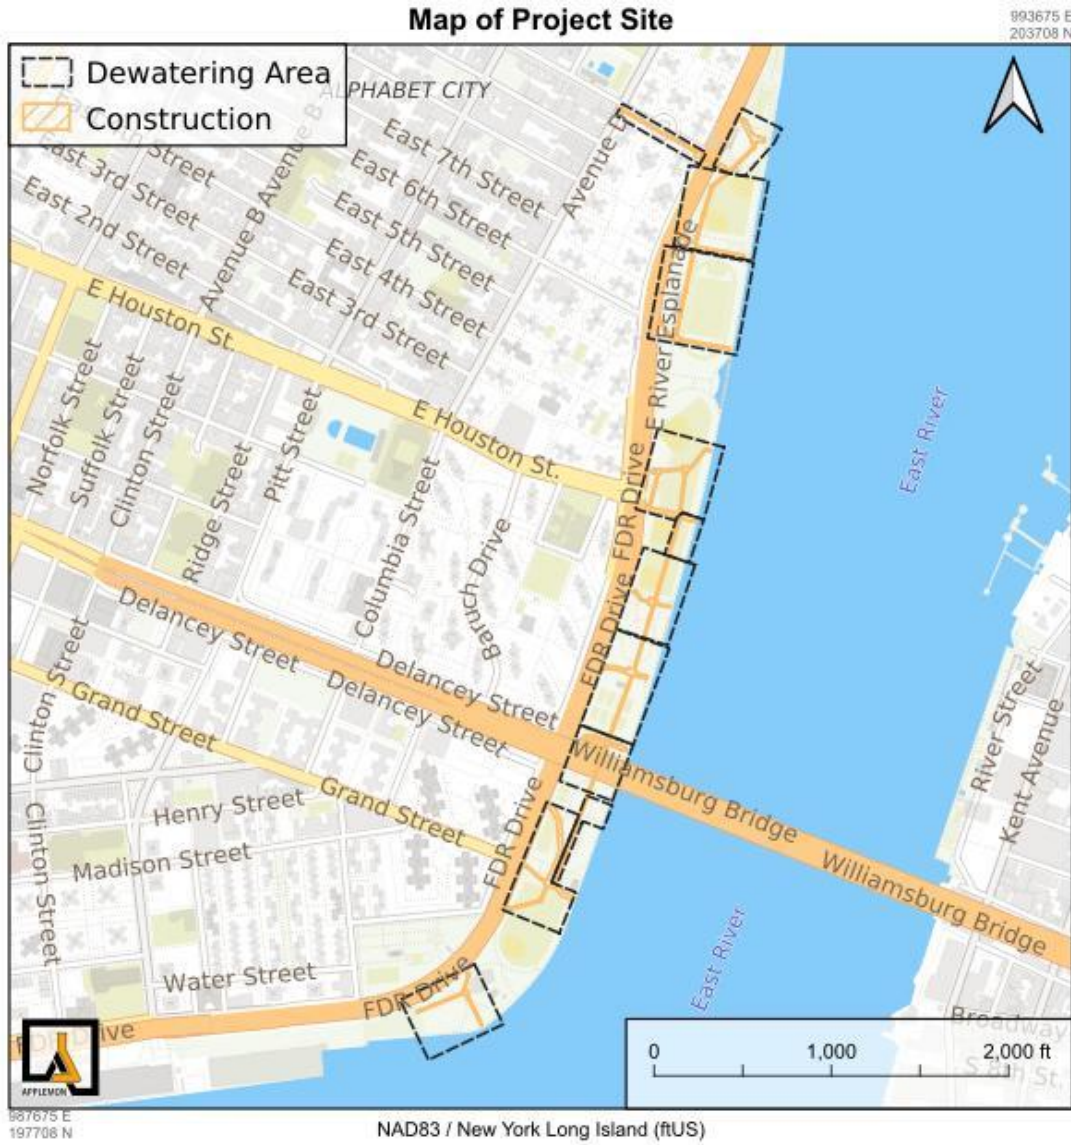 Map of Project Site
993675 E
203708 N
Dewatering Area
Construction
ALPHABET CITY
Avenue B
Avenue B
Avenue D
East 7th Street
East 6th Street
East 5th Street
East 4th Street
East 3rd Street
East 3rd Street
East 2nd Street
E Houston St.
E Houston St.
E River Esplanade
FDR Drive
FDR Drive
East River
Norfolk Street
Suffolk Street
Clinton Street
Ridge Street
Pitt Street
Columbia Street
Baruch Drive
Delancey Street
Delancey Street
Delancey Street
Delancey Street
Williamsburg Bridge
Williamsburg Bridge
Grand Street
Grand Street
Clinton Street
Clinton Street
Henry Street
Madison Street
Water Street
FDR Drive
FDR Drive
FDR Drive
East River
River Street
Kent Avenue
Broadway
S 8th St.
0 1,000 2,000 ft
APPLEMON
987675 E
197708 N
NAD83 / New York Long Island (ftUS)